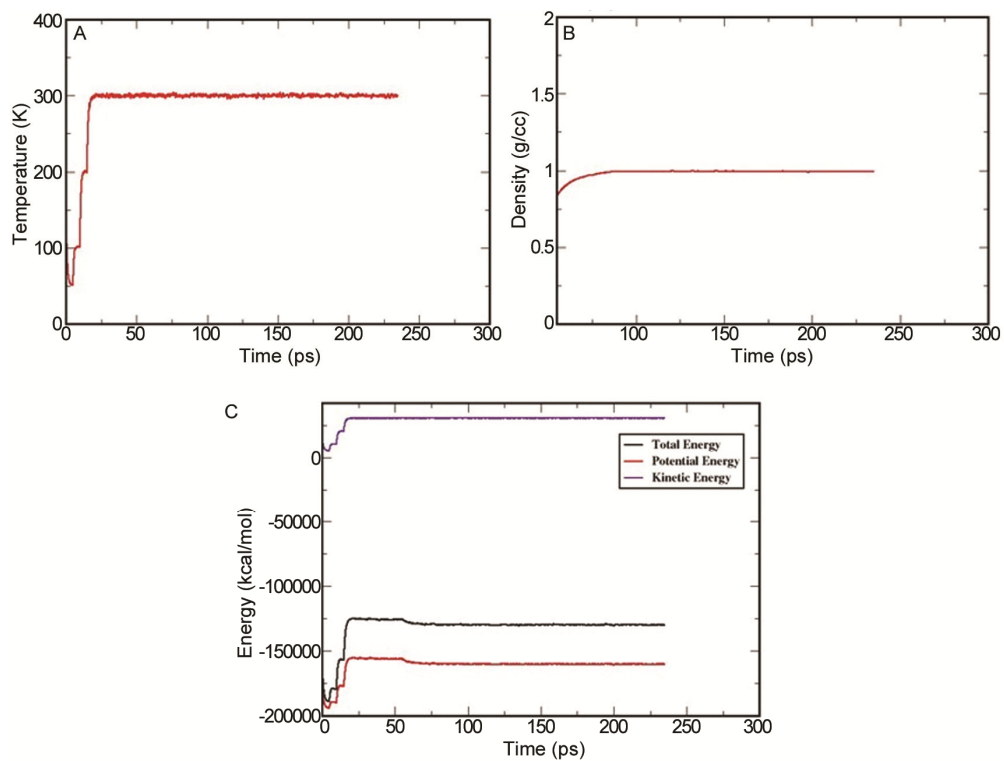 A
400
300
200
100
0
Temperature (K)
0
50
100
150
200
250
300
Time (ps)
B
2
1.5
1
0.5
0
Density (g/cc)
100
150
200
250
300
Time (ps)
C
0
-50000
-100000
-150000
-200000
Energy (kcal/mol)
Total Energy
Potential Energy
Kinetic Energy
0
50
100
150
200
250
300
Time (ps)